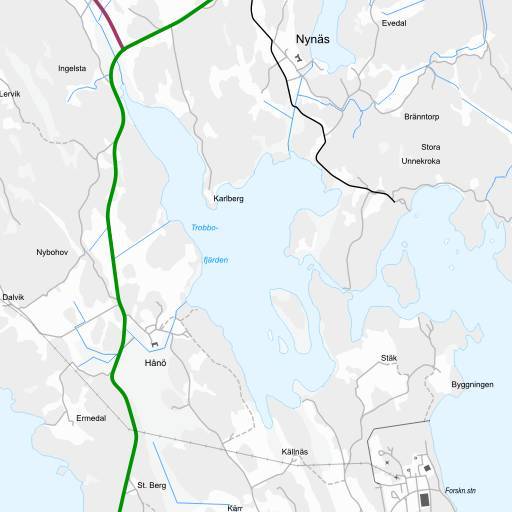 Evedal
Nynäs
Ingelsta
Lervik
Bränntorp
Stora
Unnekroka
Karlberg
Trobbo-
fjärden
Nybohov
Dalvik
Hånö
Stäk
Byggningen
Ermedal
Källnäs
St. Berg
Forskn.stn
Kärr